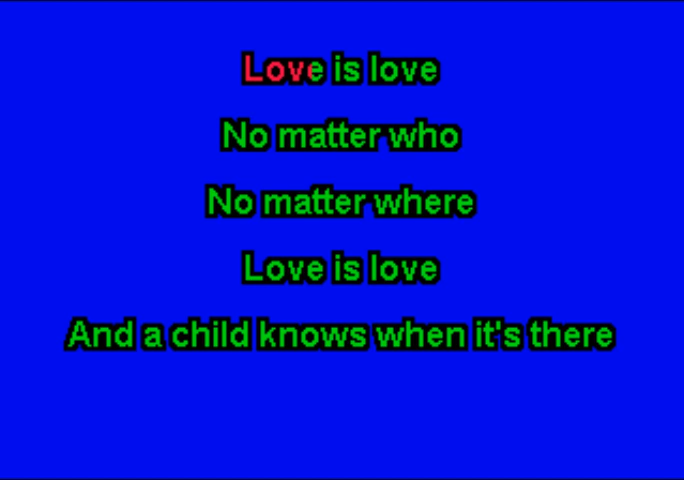 Love is love
No matter who
No matter where
Love is love
And a child knows when it's there